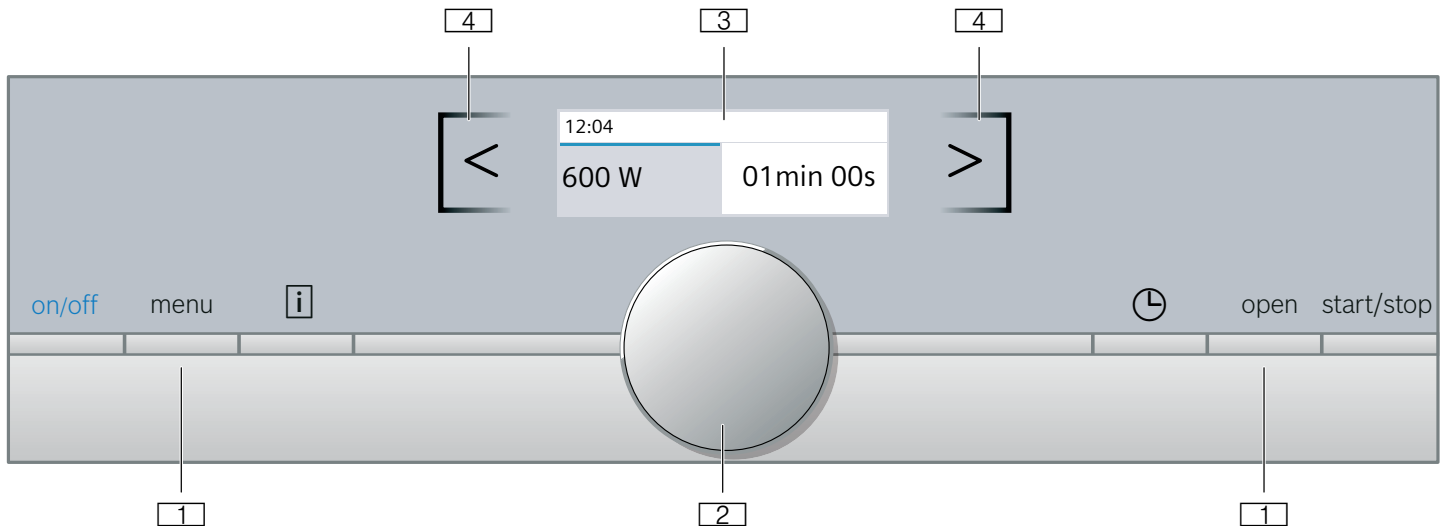 4 3 4
12:04
< 600 W 01min 00s >
on/off menu i open start/stop
1 2 1